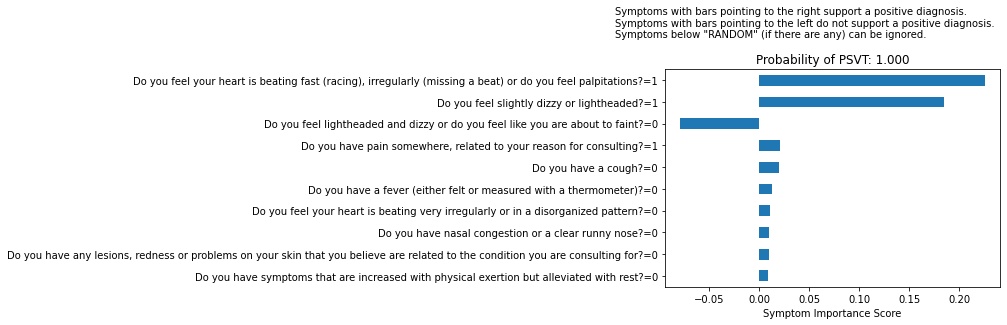 Symptoms with bars pointing to the right support a positive diagnosis.
Symptoms with bars pointing to the left do not support a positive diagnosis.
Symptoms below "RANDOM" (if there are any) can be ignored.
Probability of PSVT: 1.000
Do you feel your heart is beating fast (racing), irregularly (missing a beat) or do you feel palpitations?=1
Do you feel slightly dizzy or lightheaded?=1
Do you feel lightheaded and dizzy or do you feel like you are about to faint?=0
Do you have pain somewhere, related to your reason for consulting?=1
Do you have a cough?=0
Do you have a fever (either felt or measured with a thermometer)?=0
Do you feel your heart is beating very irregularly or in a disorganized pattern?=0
Do you have nasal congestion or a clear runny nose?=0
Do you have any lesions, redness or problems on your skin that you believe are related to the condition you are consulting for?=0
Do you have symptoms that are increased with physical exertion but alleviated with rest?=0
−0.05 0.00 0.05 0.10 0.15 0.20
Symptom Importance Score